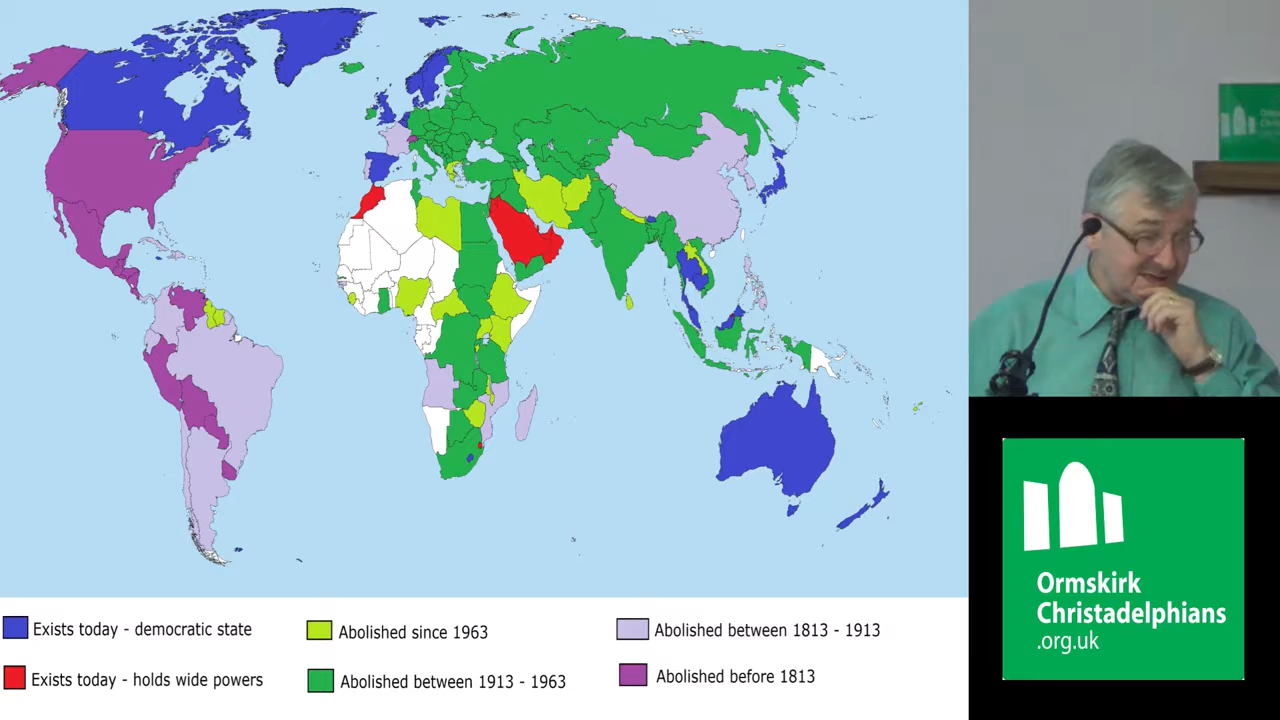 Exists today - democratic state
Abolished since 1963
Abolished between 1813 - 1913
Exists today - holds wide powers
Abolished between 1913 - 1963
Abolished before 1813
Ormskirk
Christadelphians
.org.uk